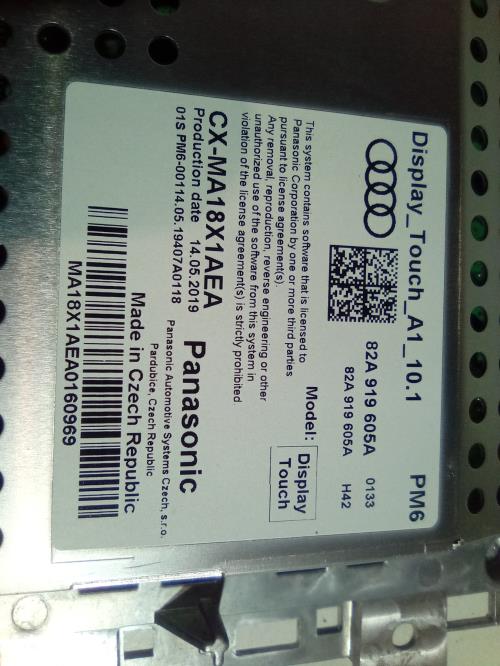 Display_Touch_A1_10.1 PM6
82A 919 605A 0133
82A 919 605A H42
Model: Display Touch
This system contains software that is licensed to
Panasonic Corporation by one or more third parties
pursuant to license agreement(s).
Any removal, reproduction, reverse engineering or other
unauthorized use of the software from this system in
violation of the license agreement(s) is strictly prohibited
CX-MA18X1AEA
Production date 14.05.2019
01S PM6-00114.05.19407A0118
Panasonic
Panasonic Automotive Systems Czech, s.r.o.
Pardubice, Czech Republic
Made in Czech Republic
MA18X1AEA0160969